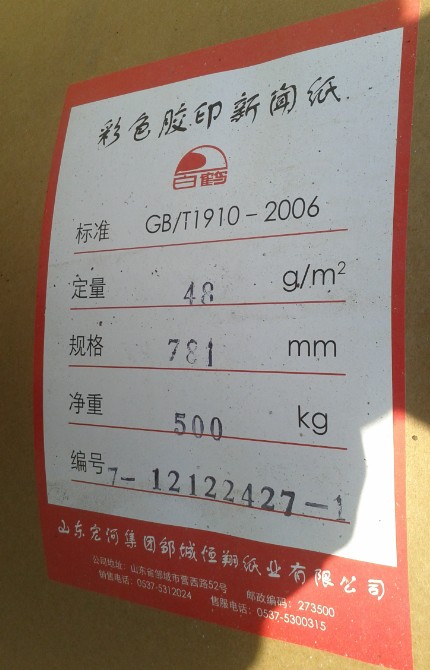 彩色胶印新闻纸
白鹤
标准 GB/T1910-2006
定量 48 g/m²
规格 781 mm
净重 500 kg
编号 7-12122427-1
山东宏河集团邹城恒翔纸业有限公司
公司地址: 山东省邹城市营西路52号 邮政编码: 273500
销售电话: 0537-5312024 售服电话: 0537-5300315